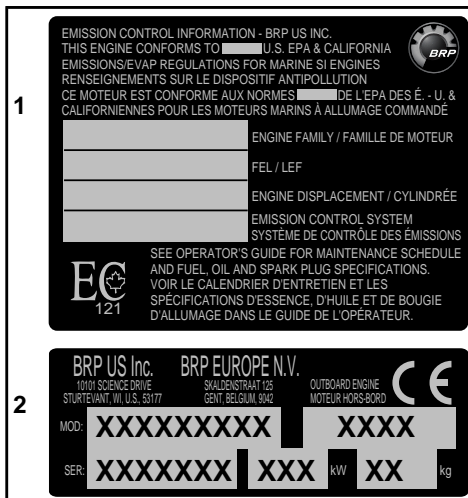 1
EMISSION CONTROL INFORMATION - BRP US INC.
THIS ENGINE CONFORMS TO U.S. EPA & CALIFORNIA
EMISSIONS/EVAP REGULATIONS FOR MARINE SI ENGINES
RENSEIGNEMENTS SUR LE DISPOSITIF ANTIPOLLUTION
CE MOTEUR EST CONFORME AUX NORMES DE L'EPA DES É. - U. &
CALIFORNIENNES POUR LES MOTEURS MARINS À ALLUMAGE COMMANDÉ
BRP
ENGINE FAMILY / FAMILLE DE MOTEUR
FEL / LEF
ENGINE DISPLACEMENT / CYLINDRÉE
EMISSION CONTROL SYSTEM
SYSTÈME DE CONTRÔLE DES ÉMISSIONS
EC
121
SEE OPERATOR'S GUIDE FOR MAINTENANCE SCHEDULE
AND FUEL, OIL AND SPARK PLUG SPECIFICATIONS.
VOIR LE CALENDRIER D'ENTRETIEN ET LES
SPÉCIFICATIONS D'ESSENCE, D'HUILE ET DE BOUGIE
D'ALLUMAGE DANS LE GUIDE DE L'OPÉRATEUR.
2
BRP US Inc.
10101 SCIENCE DRIVE
STURTEVANT, WI, U.S., 53177
BRP EUROPE N.V.
SKALDENSTRAAT 125
GENT, BELGIUM, 9042
OUTBOARD ENGINE
MOTEUR HORS-BORD
CE
MOD: XXXXXXXXX XXXX
SER: XXXXXXX XXX kW XX kg